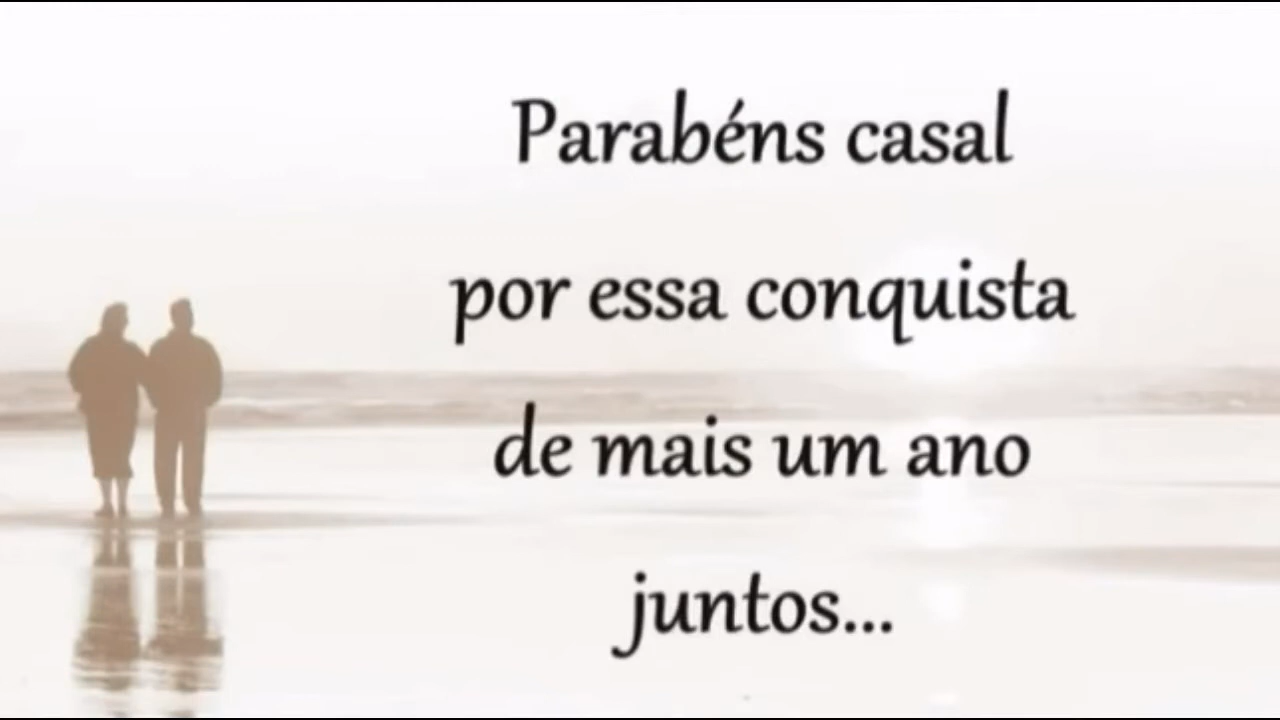 Parabéns casal
por essa conquista
de mais um ano
juntos...